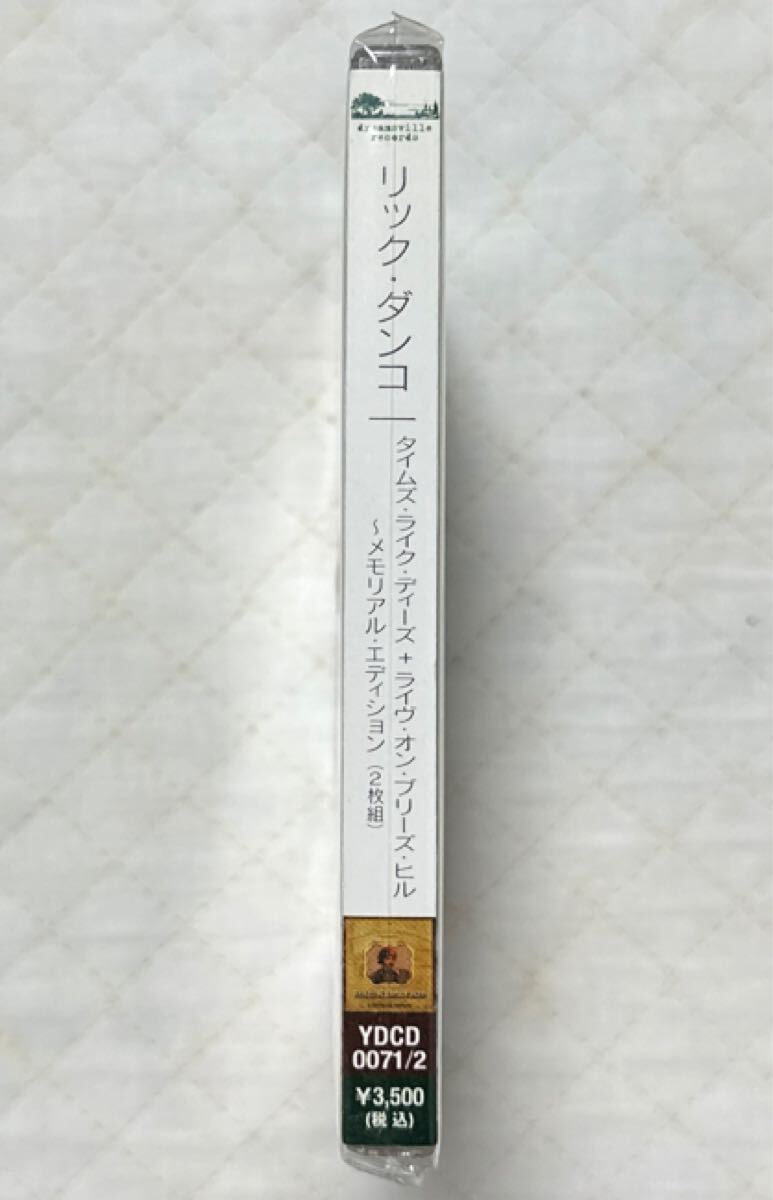 dreamsville
records
リック・ダンコ
タイムズ・ライク・ディーズ + ライヴ・オン・ブリーズ・ヒル
～メモリアル・エディション（2枚組）
YDCD
0071/2
¥3,500
(税込)